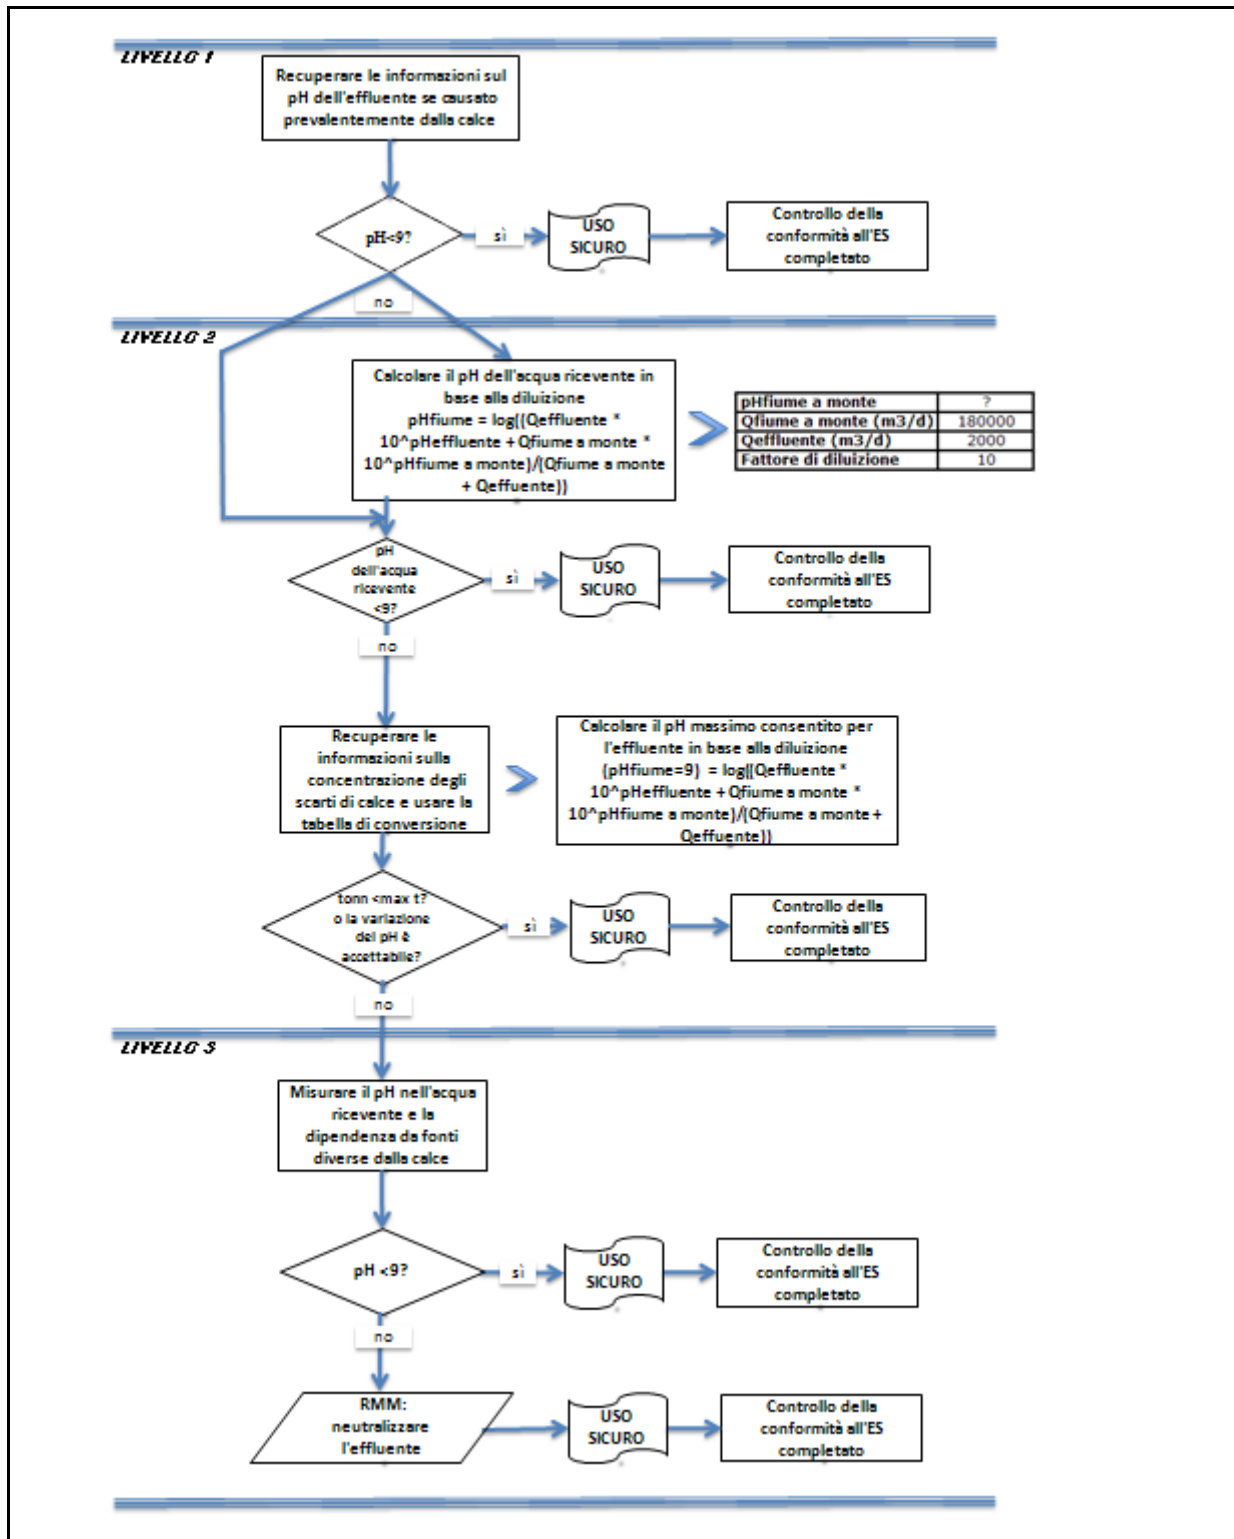 LIVELLO 1
Recuperare le informazioni sul
pH dell'effluente se causato
prevalentemente dalla calce
pH<9?
sì
USO
SICURO
Controllo della
conformità all'ES
completato
no
LIVELLO 2
Calcolare il pH dell'acqua ricevente in
base alla diluizione
pHfiume = log((Qeffluente *
10^pHeffluente + Qfiume a monte *
10^pHfiume a monte)/(Qfiume a monte
+ Qeffuente))
pHfiume a monte ?
Qfiume a monte (m3/d) 180000
Qeffluente (m3/d) 2000
Fattore di diluizione 10
pH
dell'acqua
ricevente
<9?
sì
USO
SICURO
Controllo della
conformità all'ES
completato
no
Recuperare le
informazioni sulla
concentrazione degli
scarti di calce e usare la
tabella di conversione
Calcolare il pH massimo consentito per
l'effluente in base alla diluizione
(pHfiume=9) = log((Qeffluente *
10^pHeffluente + Qfiume a monte *
10^pHfiume a monte)/(Qfiume a monte +
Qeffuente))
tonn <max t?
o la variazione
del pH è
accettabile?
sì
USO
SICURO
Controllo della
conformità all'ES
completato
no
LIVELLO 3
Misurare il pH nell'acqua
ricevente e la
dipendenza da fonti
diverse dalla calce
pH <9?
sì
USO
SICURO
Controllo della
conformità all'ES
completato
no
RMM:
neutralizzare
l'effluente
USO
SICURO
Controllo della
conformità all'ES
completato